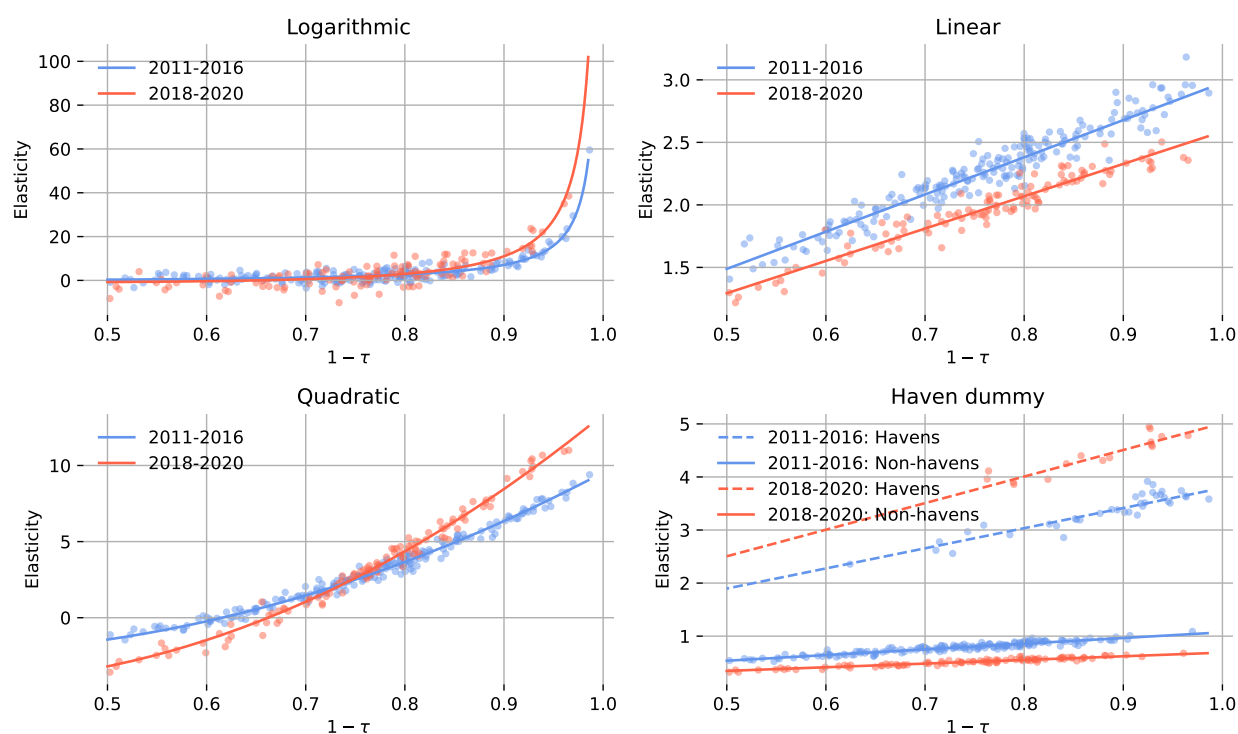 Logarithmic
2011-2016
2018-2020
100
80
60
40
20
0
Elasticity
0.5 0.6 0.7 0.8 0.9 1.0
1 − τ
Linear
2011-2016
2018-2020
3.0
2.5
2.0
1.5
Elasticity
0.5 0.6 0.7 0.8 0.9 1.0
1 − τ
Quadratic
2011-2016
2018-2020
10
5
0
Elasticity
0.5 0.6 0.7 0.8 0.9 1.0
1 − τ
Haven dummy
2011-2016: Havens
2011-2016: Non-havens
2018-2020: Havens
2018-2020: Non-havens
5
4
3
2
1
Elasticity
0.5 0.6 0.7 0.8 0.9 1.0
1 − τ